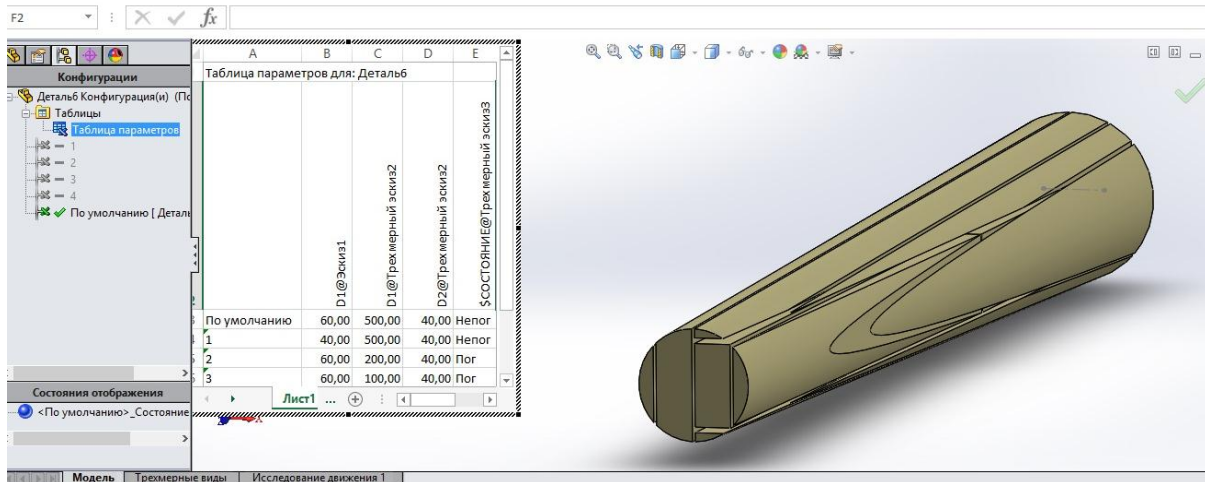 F2
fx
Конфигурации
Деталь6 Конфигурация(и) (По
Таблицы
Таблица параметров
1
2
3
4
По умолчанию [ Деталь
Состояния отображения
<По умолчанию>_Состояние
A B C D E
Таблица параметров для: Деталь6
D1@Эскиз1
D1@Трехмерный эскиз2
D2@Трехмерный эскиз2
$СОСТОЯНИЕ@Трехмерный эскиз3
По умолчанию 60,00 500,00 40,00 Непог
1 40,00 500,00 40,00 Непог
2 60,00 200,00 40,00 Пог
3 60,00 100,00 40,00 Пог
Лист1 ...
Модель Трехмерные виды Исследование движения 1